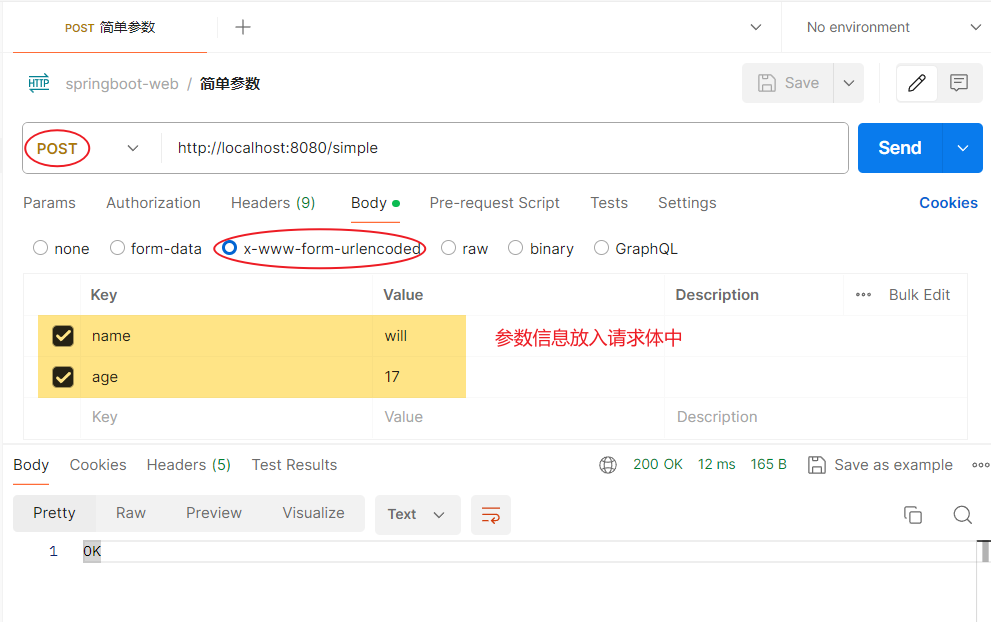 POST 简单参数 No environment
HTTP springboot-web / 简单参数 Save
POST http://localhost:8080/simple Send
Params Authorization Headers (9) Body Pre-request Script Tests Settings Cookies
none form-data x-www-form-urlencoded raw binary GraphQL
Key Value Description Bulk Edit
name will 参数信息放入请求体中
age 17
Key Value Description
Body Cookies Headers (5) Test Results 200 OK 12 ms 165 B Save as example
Pretty Raw Preview Visualize Text
1 OK